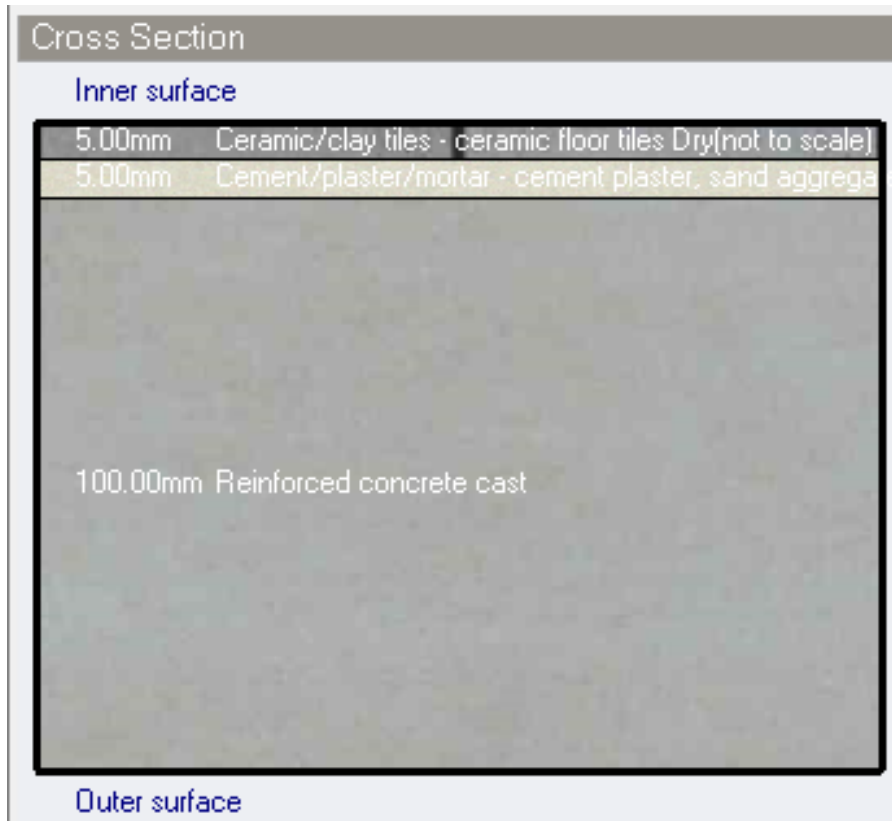 Cross Section
Inner surface
5.00mm Ceramic/clay tiles - ceramic floor tiles Dry(not to scale)
5.00mm Cement/plaster/mortar - cement plaster, sand aggrega
100.00mm Reinforced concrete cast
Outer surface